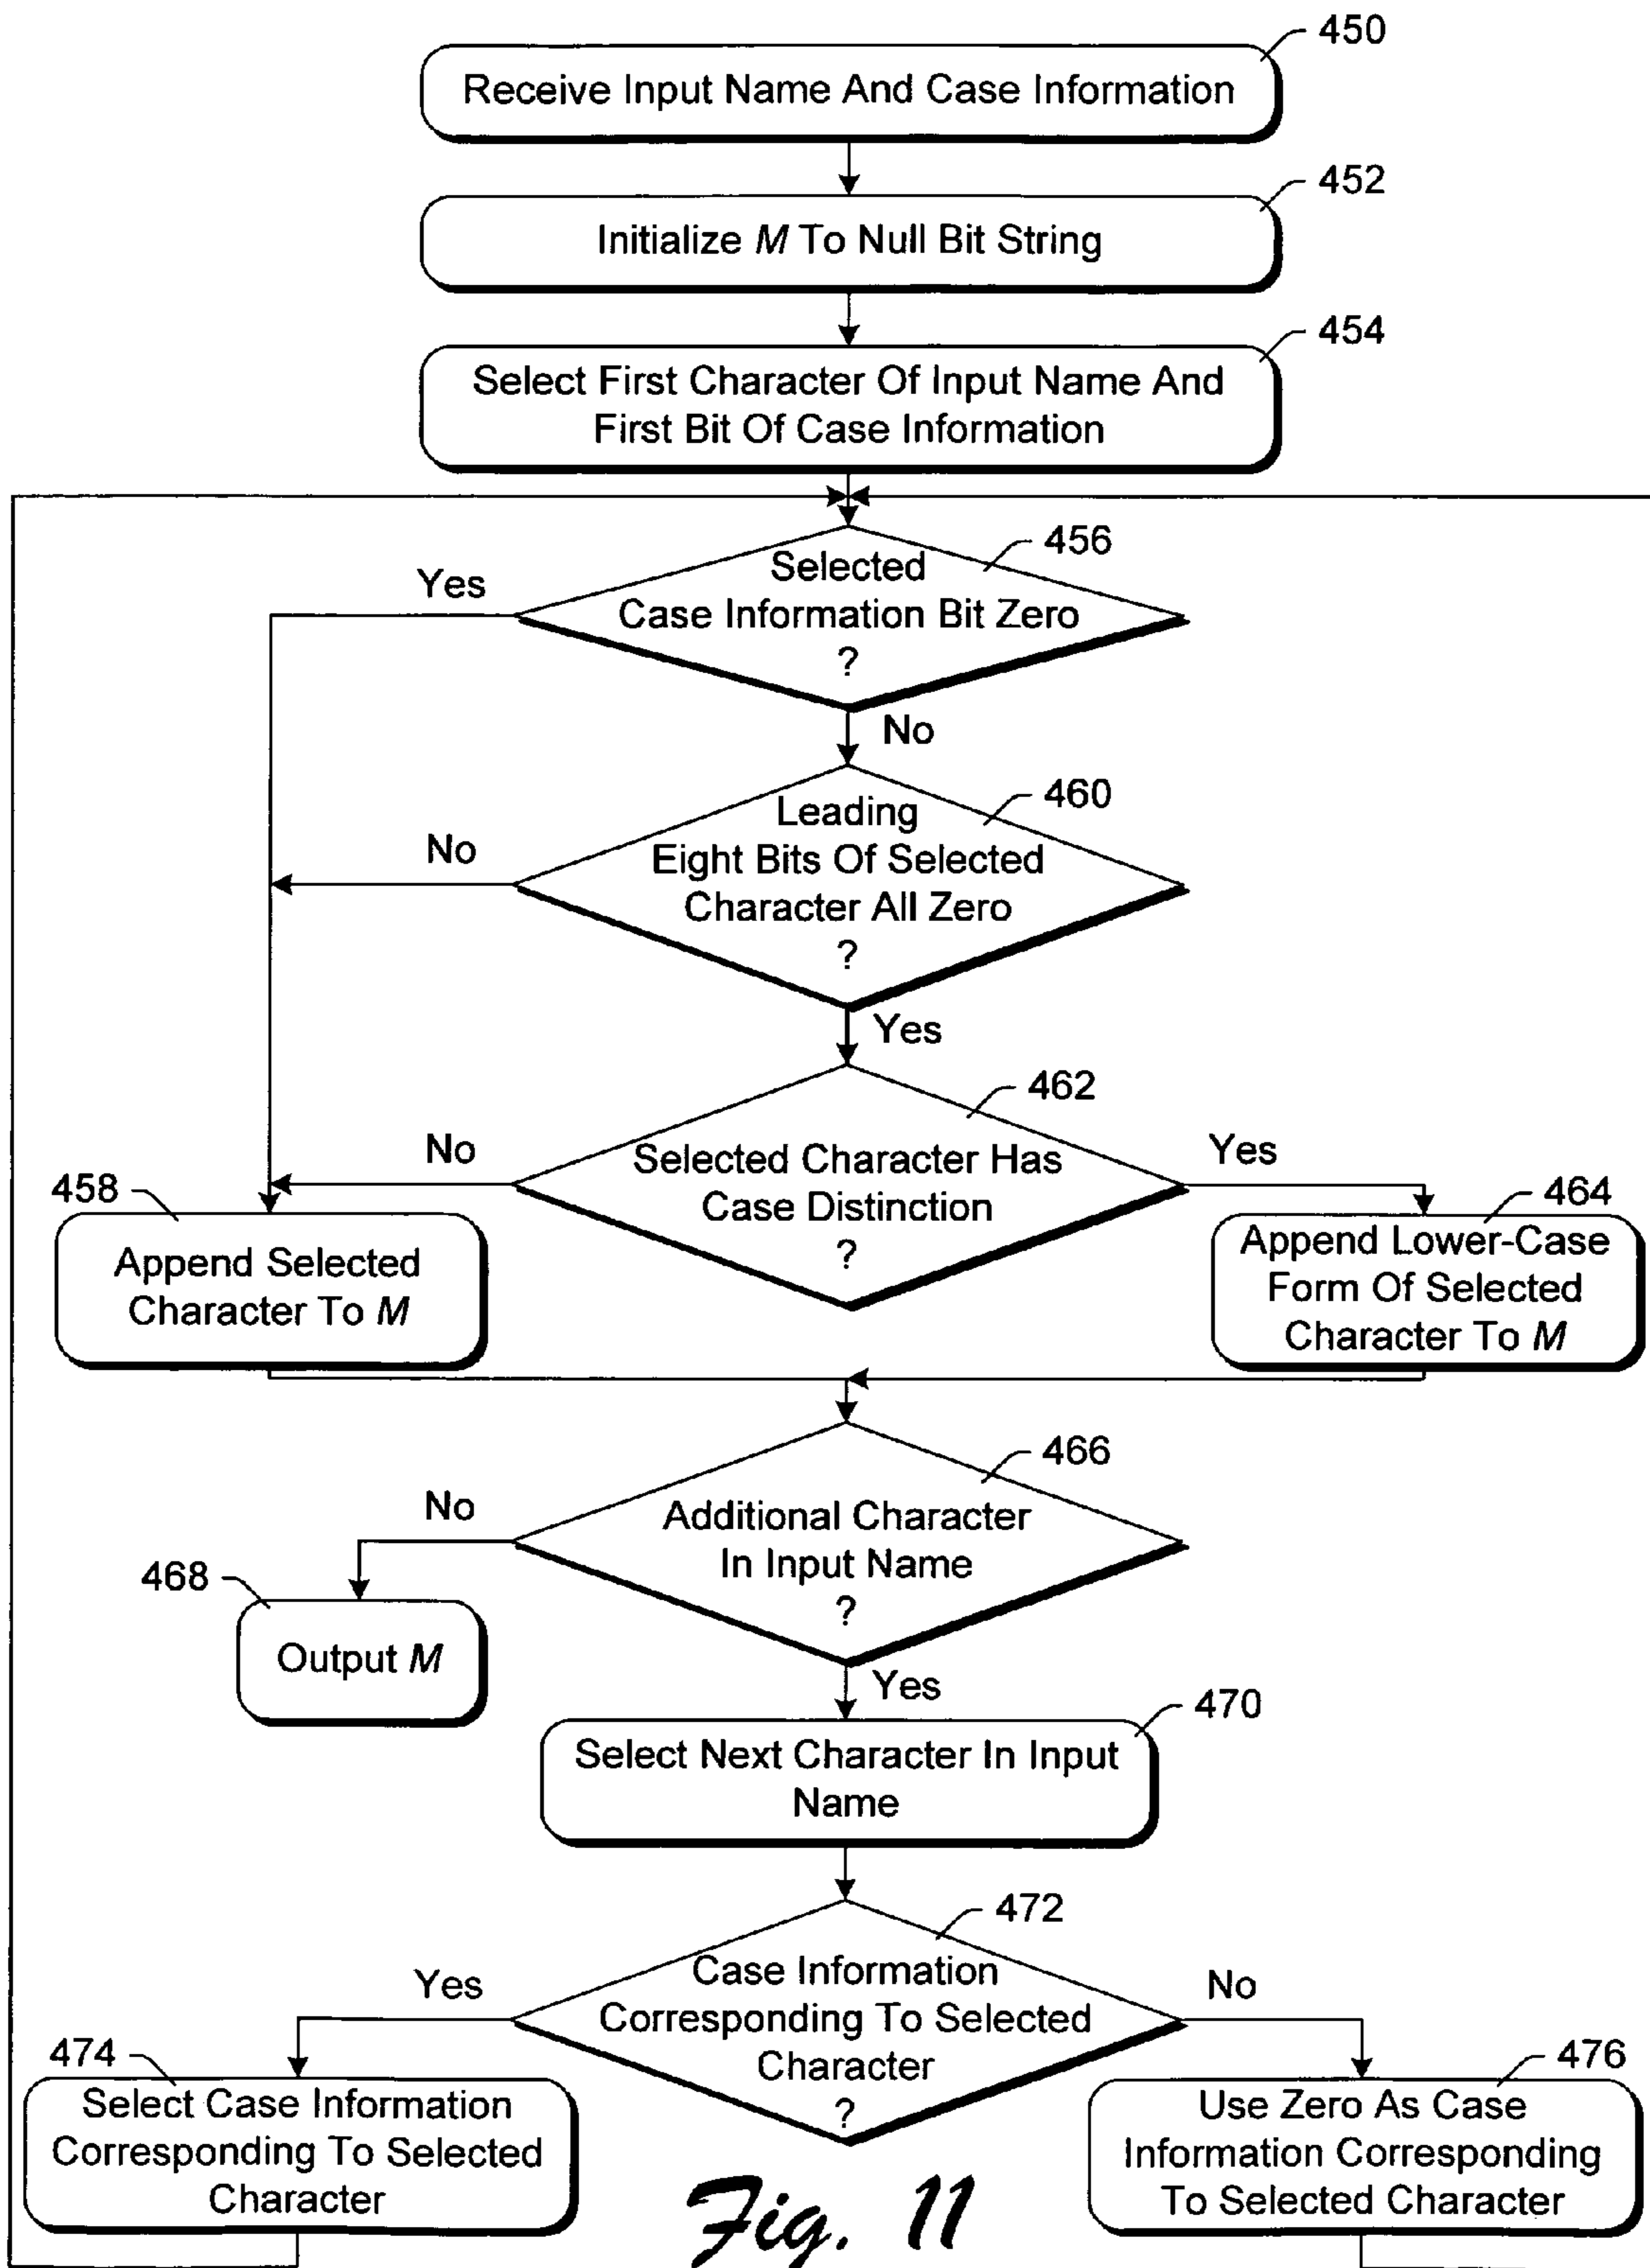 450
Receive Input Name And Case Information
452
Initialize M To Null Bit String
454
Select First Character Of Input Name And
First Bit Of Case Information
456
Yes
Selected
Case Information Bit Zero
?
No
460
No
Leading
Eight Bits Of Selected
Character All Zero
?
Yes
462
No
Selected Character Has
Case Distinction
?
Yes
458
Append Selected
Character To M
464
Append Lower-Case
Form Of Selected
Character To M
466
No
Additional Character
In Input Name
?
468
Output M
Yes
470
Select Next Character In Input
Name
472
Yes
Case Information
Corresponding To Selected
Character
?
No
474
Select Case Information
Corresponding To Selected
Character
476
Use Zero As Case
Information Corresponding
To Selected Character
Fig. 11